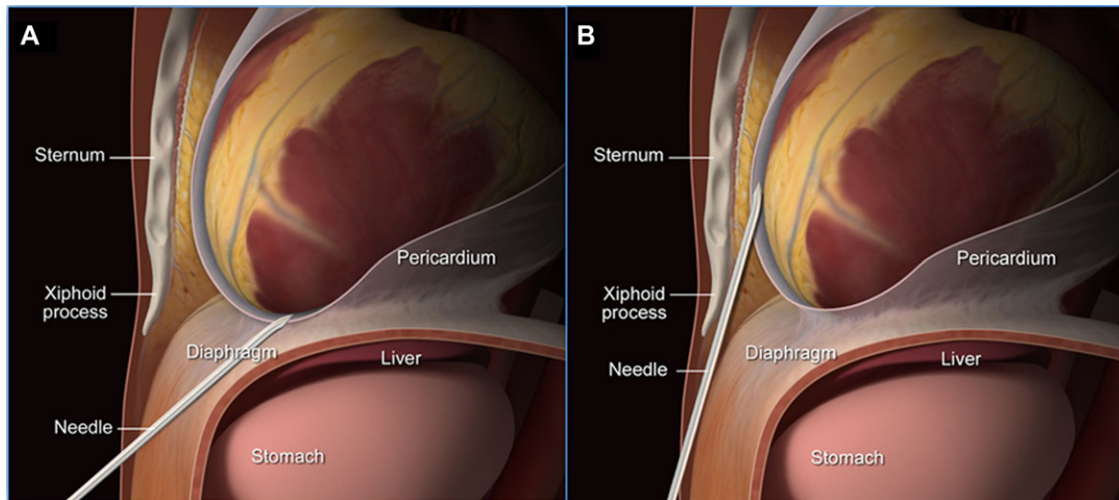 A
Sternum
Xiphoid
process
Needle
Pericardium
Diaphragm
Liver
Stomach
B
Sternum
Xiphoid
process
Needle
Pericardium
Diaphragm
Liver
Stomach